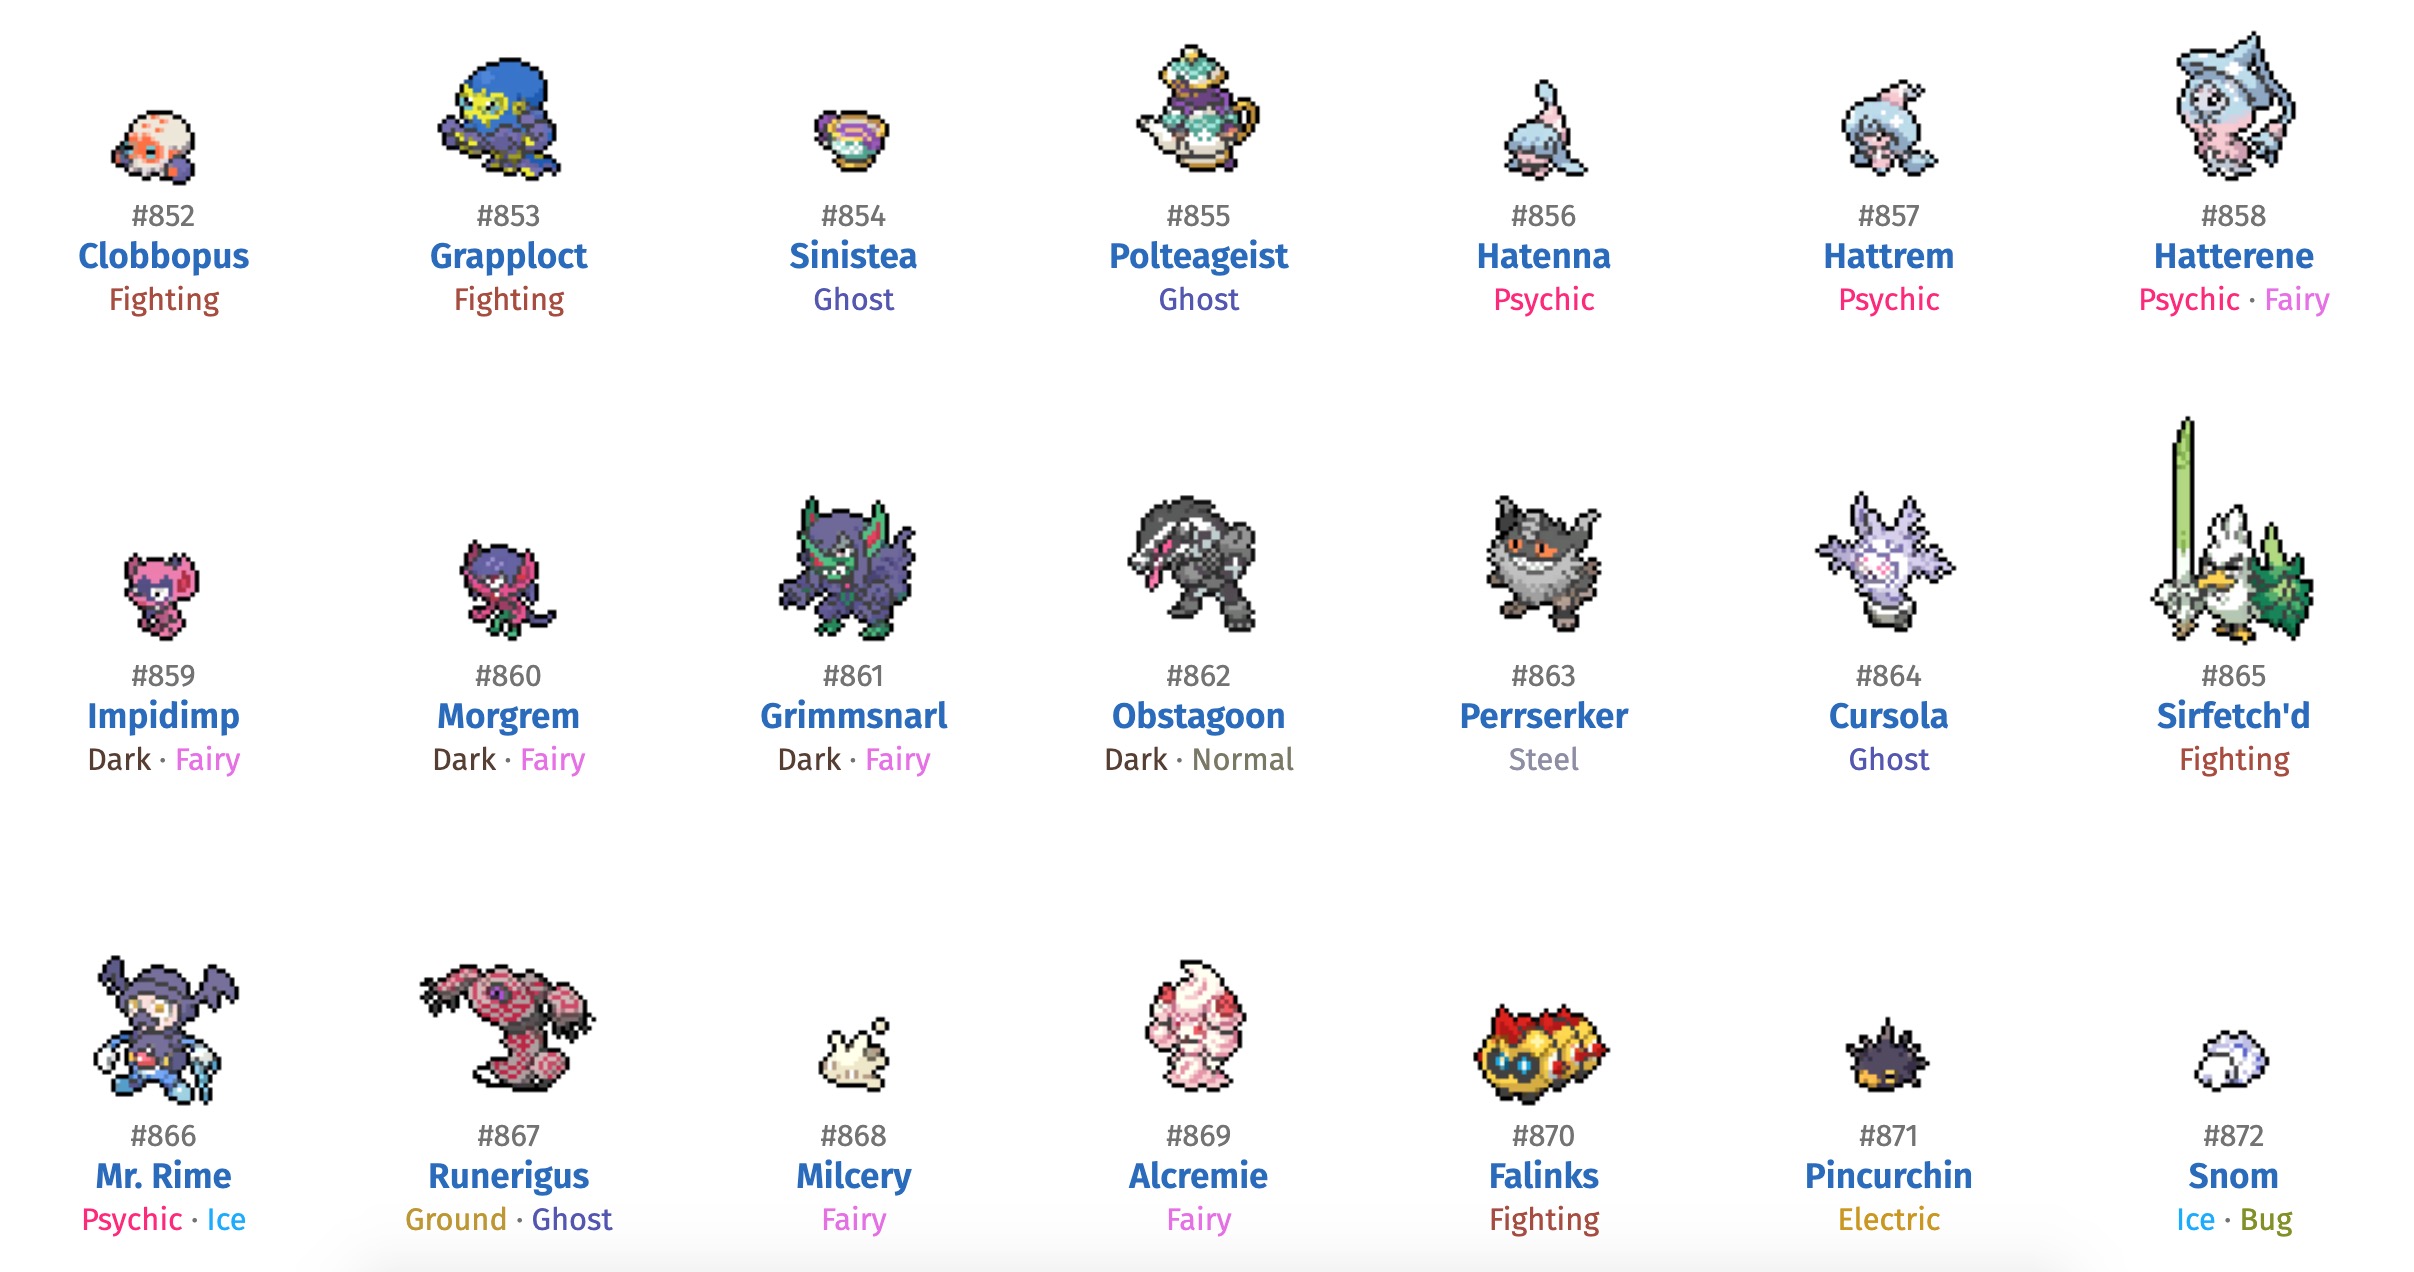 #852 #853 #854 #855 #856 #857 #858
Clobbopus Grapploct Sinistea Polteageist Hatenna Hattrem Hatterene
Fighting Fighting Ghost Ghost Psychic Psychic Psychic · Fairy
#859 #860 #861 #862 #863 #864 #865
Impidimp Morgrem Grimmsnarl Obstagoon Perrserker Cursola Sirfetch'd
Dark · Fairy Dark · Fairy Dark · Fairy Dark · Normal Steel Ghost Fighting
#866 #867 #868 #869 #870 #871 #872
Mr. Rime Runerigus Milcery Alcremie Falinks Pincurchin Snom
Psychic · Ice Ground · Ghost Fairy Fairy Fighting Electric Ice · Bug